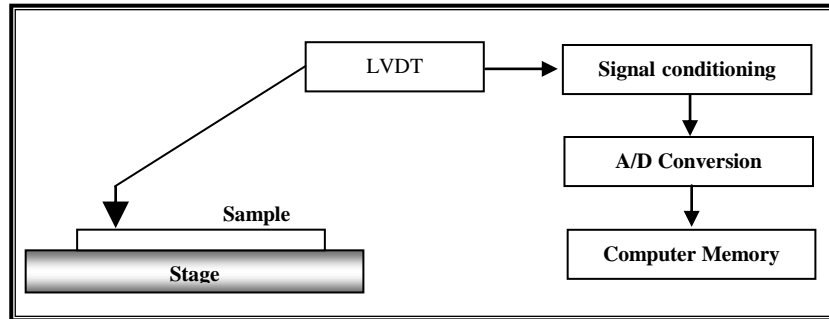 LVDT
Signal conditioning
A/D Conversion
Sample
Computer Memory
Stage